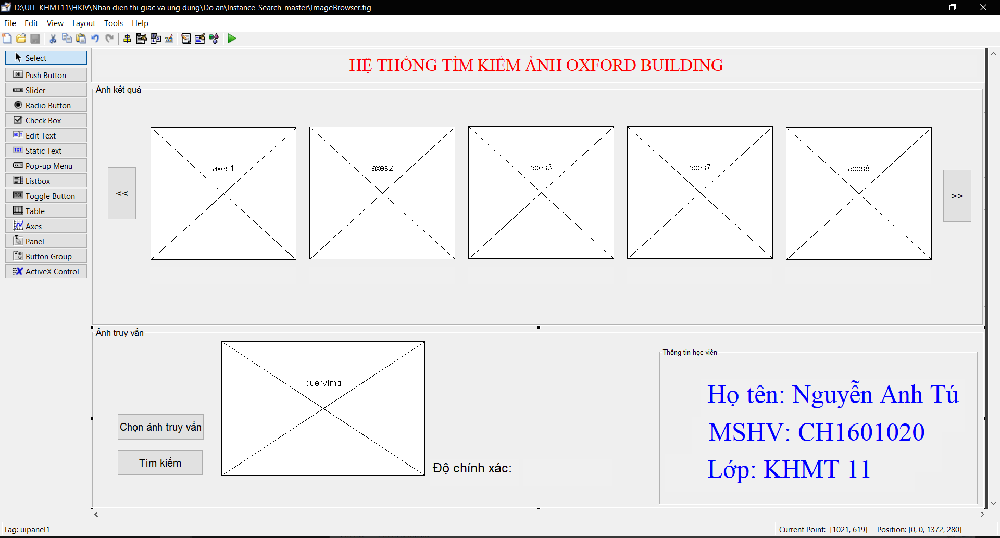 D:\UIT-KHMT11\HKIV\Nhan dien thi giac va ung dung\Do an\Instance-Search-master\ImageBrowser.fig
File Edit View Layout Tools Help
Select
Push Button
Slider
Radio Button
Check Box
Edit Text
Static Text
Pop-up Menu
Listbox
Toggle Button
Table
Axes
Panel
Button Group
ActiveX Control
HỆ THỐNG TÌM KIẾM ẢNH OXFORD BUILDING
Ảnh kết quả
<< axes1 axes2 axes3 axes7 axes8 >>
Ảnh truy vấn
queryImg
Chọn ảnh truy vấn
Tìm kiếm
Độ chính xác:
Thông tin học viên
Họ tên: Nguyễn Anh Tú
MSHV: CH1601020
Lớp: KHMT 11
Tag: uipanel1 Current Point: [1021, 619] Position: [0, 0, 1372, 280]